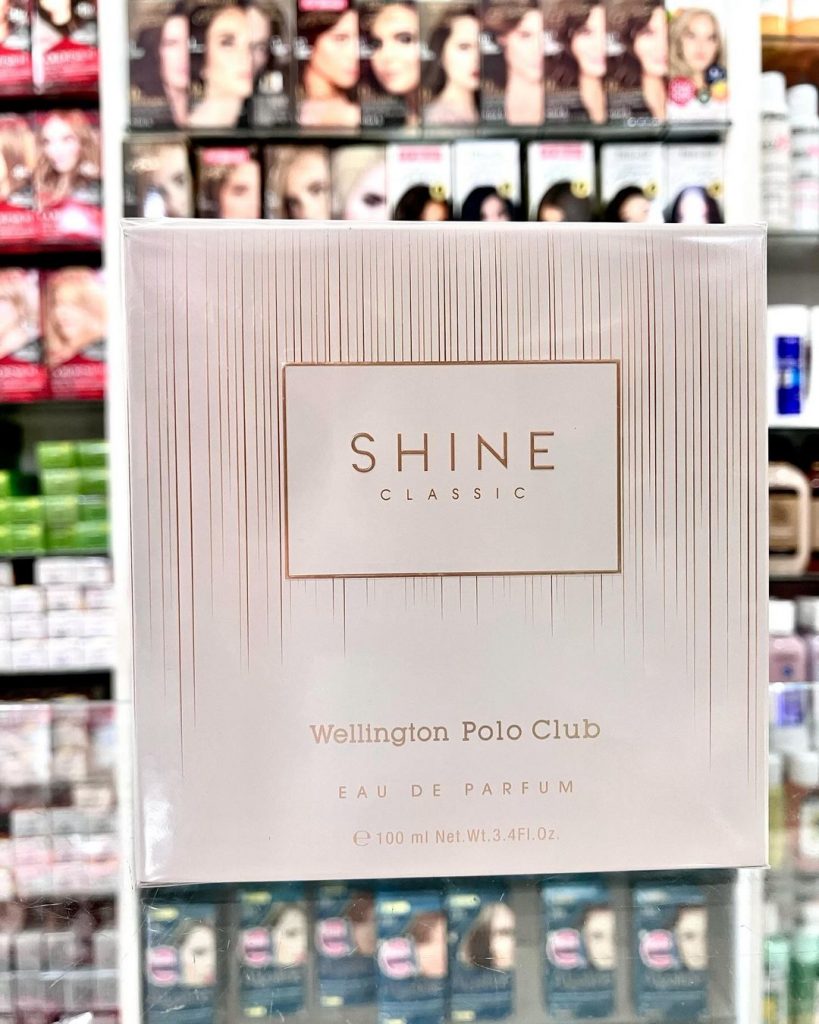 SHINE
CLASSIC
Wellington Polo Club
EAU DE PARFUM
℮ 100 ml Net.Wt.3.4Fl.Oz.